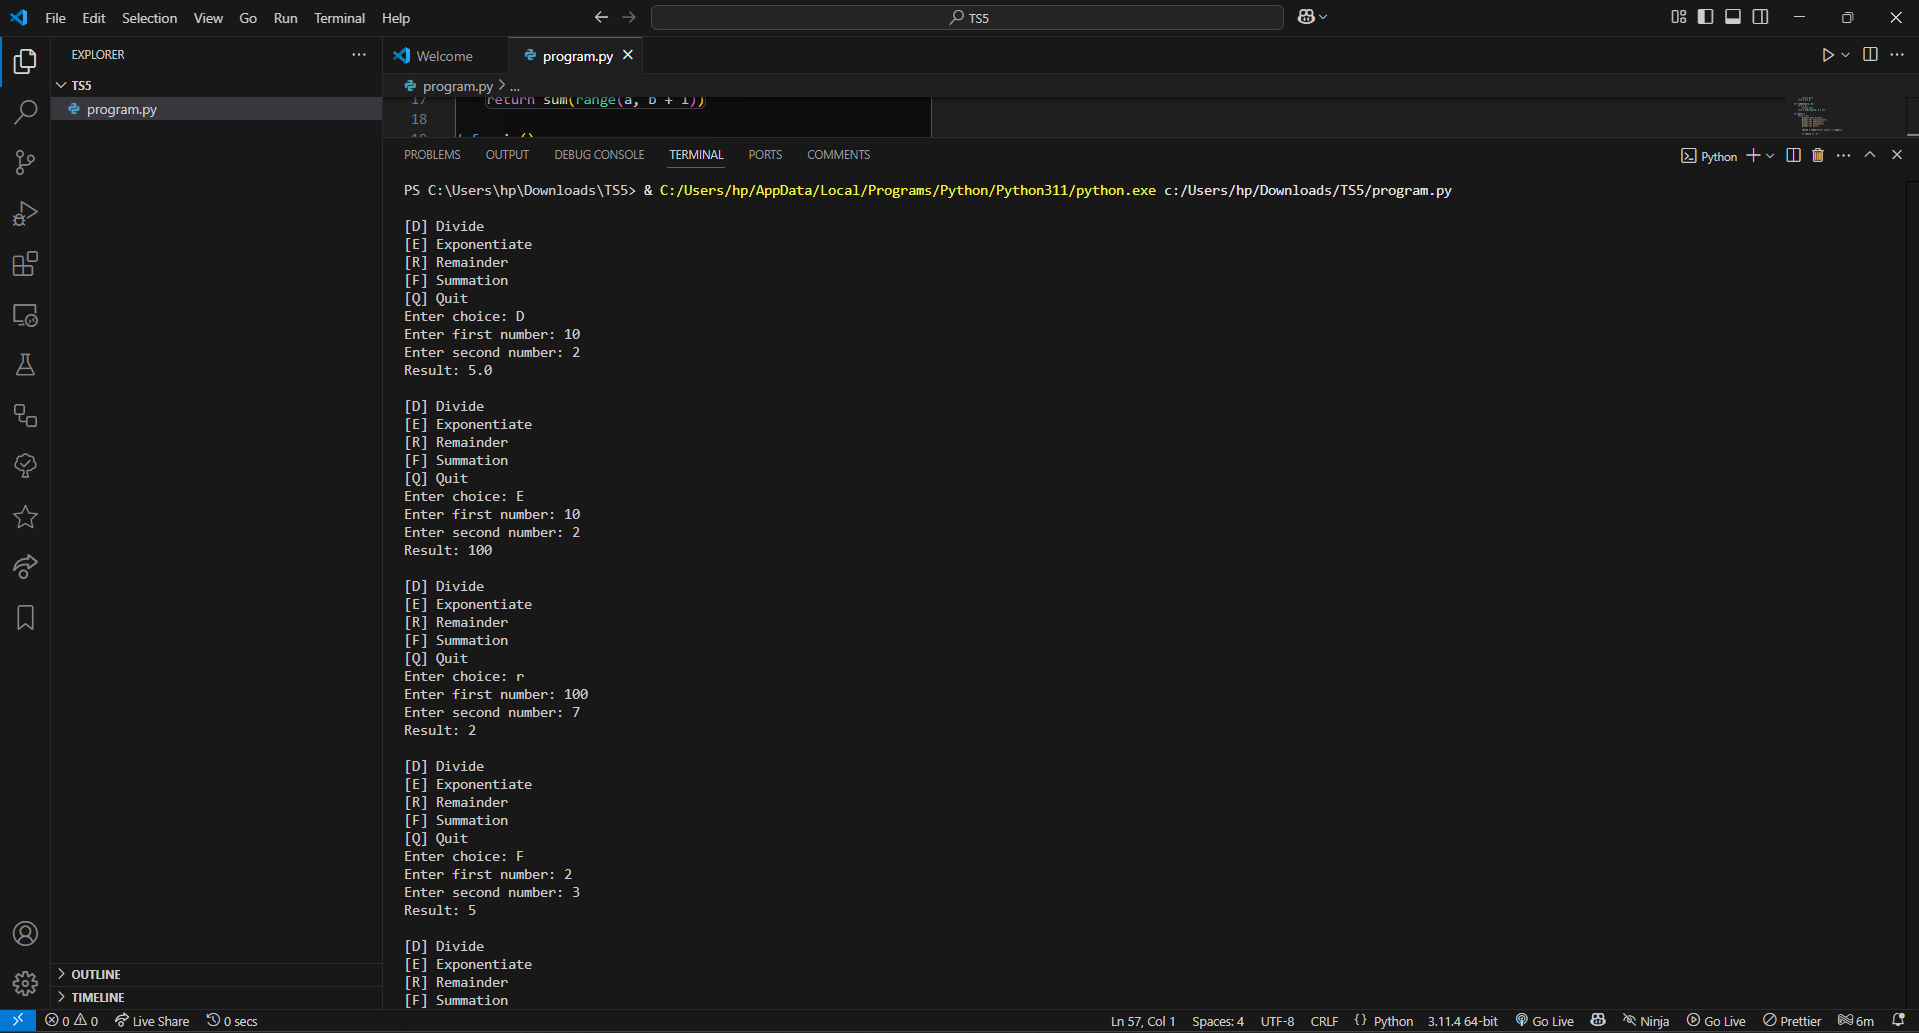 File Edit Selection View Go Run Terminal Help
TS5
EXPLORER
Welcome
program.py
TS5
program.py > ...
program.py
17 return sum(range(a, b + 1))
18
PROBLEMS OUTPUT DEBUG CONSOLE TERMINAL PORTS COMMENTS
Python
PS C:\Users\hp\Downloads\TS5> & C:/Users/hp/AppData/Local/Programs/Python/Python311/python.exe c:/Users/hp/Downloads/TS5/program.py
[D] Divide
[E] Exponentiate
[R] Remainder
[F] Summation
[Q] Quit
Enter choice: D
Enter first number: 10
Enter second number: 2
Result: 5.0
[D] Divide
[E] Exponentiate
[R] Remainder
[F] Summation
[Q] Quit
Enter choice: E
Enter first number: 10
Enter second number: 2
Result: 100
[D] Divide
[E] Exponentiate
[R] Remainder
[F] Summation
[Q] Quit
Enter choice: r
Enter first number: 100
Enter second number: 7
Result: 2
[D] Divide
[E] Exponentiate
[R] Remainder
[F] Summation
[Q] Quit
Enter choice: F
Enter first number: 2
Enter second number: 3
Result: 5
[D] Divide
[E] Exponentiate
[R] Remainder
[F] Summation
OUTLINE
TIMELINE
0 0 Live Share 0 secs
Ln 57, Col 1 Spaces: 4 UTF-8 CRLF {} Python 3.11.4 64-bit Go Live Ninja Go Live Prettier 6m